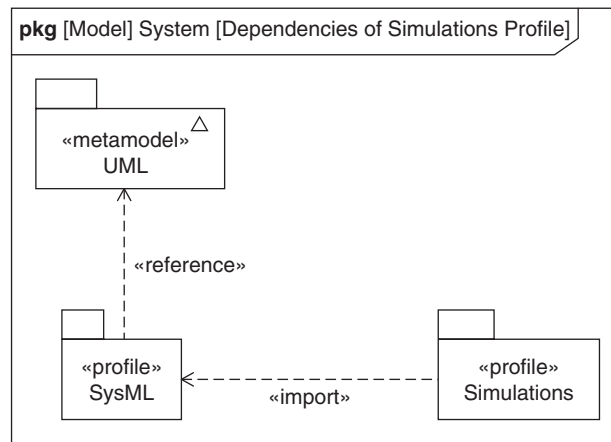 pkg [Model] System [Dependencies of Simulations Profile]
«metamodel»
UML
«reference»
«profile»
SysML
«import»
«profile»
Simulations